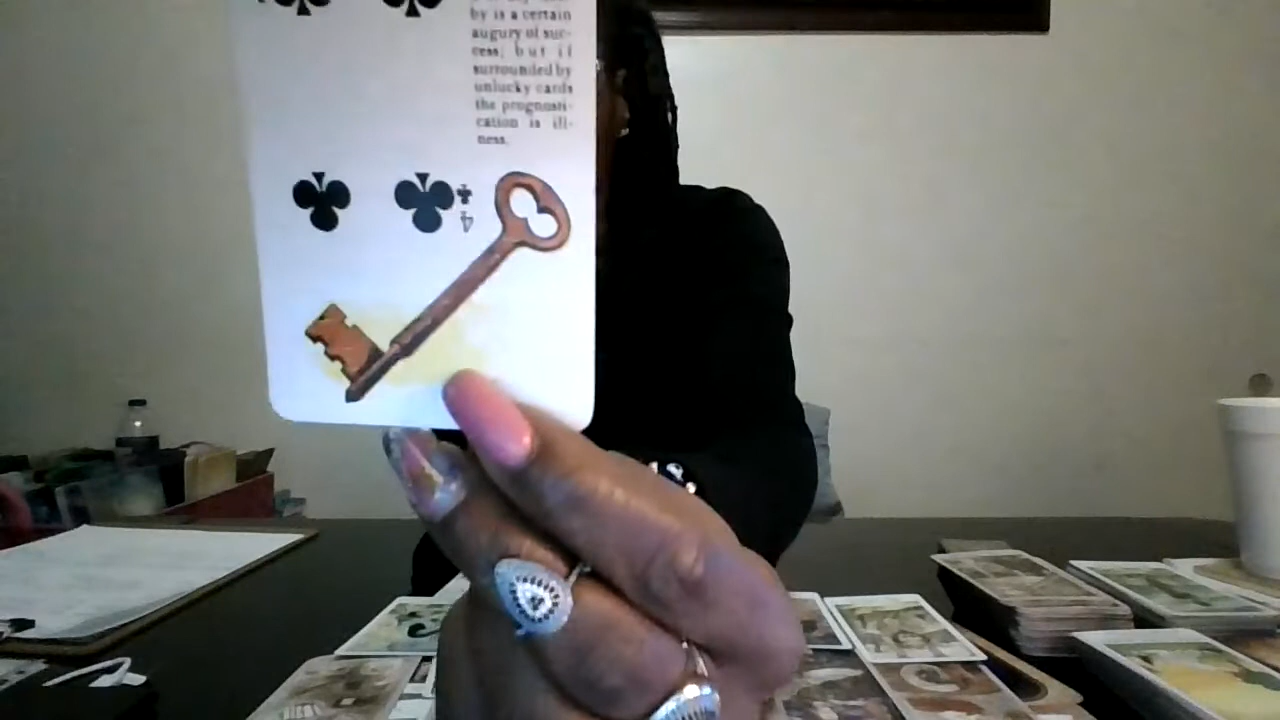 by is a certain
augury of suc-
cess; but if
surrounded by
unlucky cards
the prognosti-
cation is ill-
ness.
4